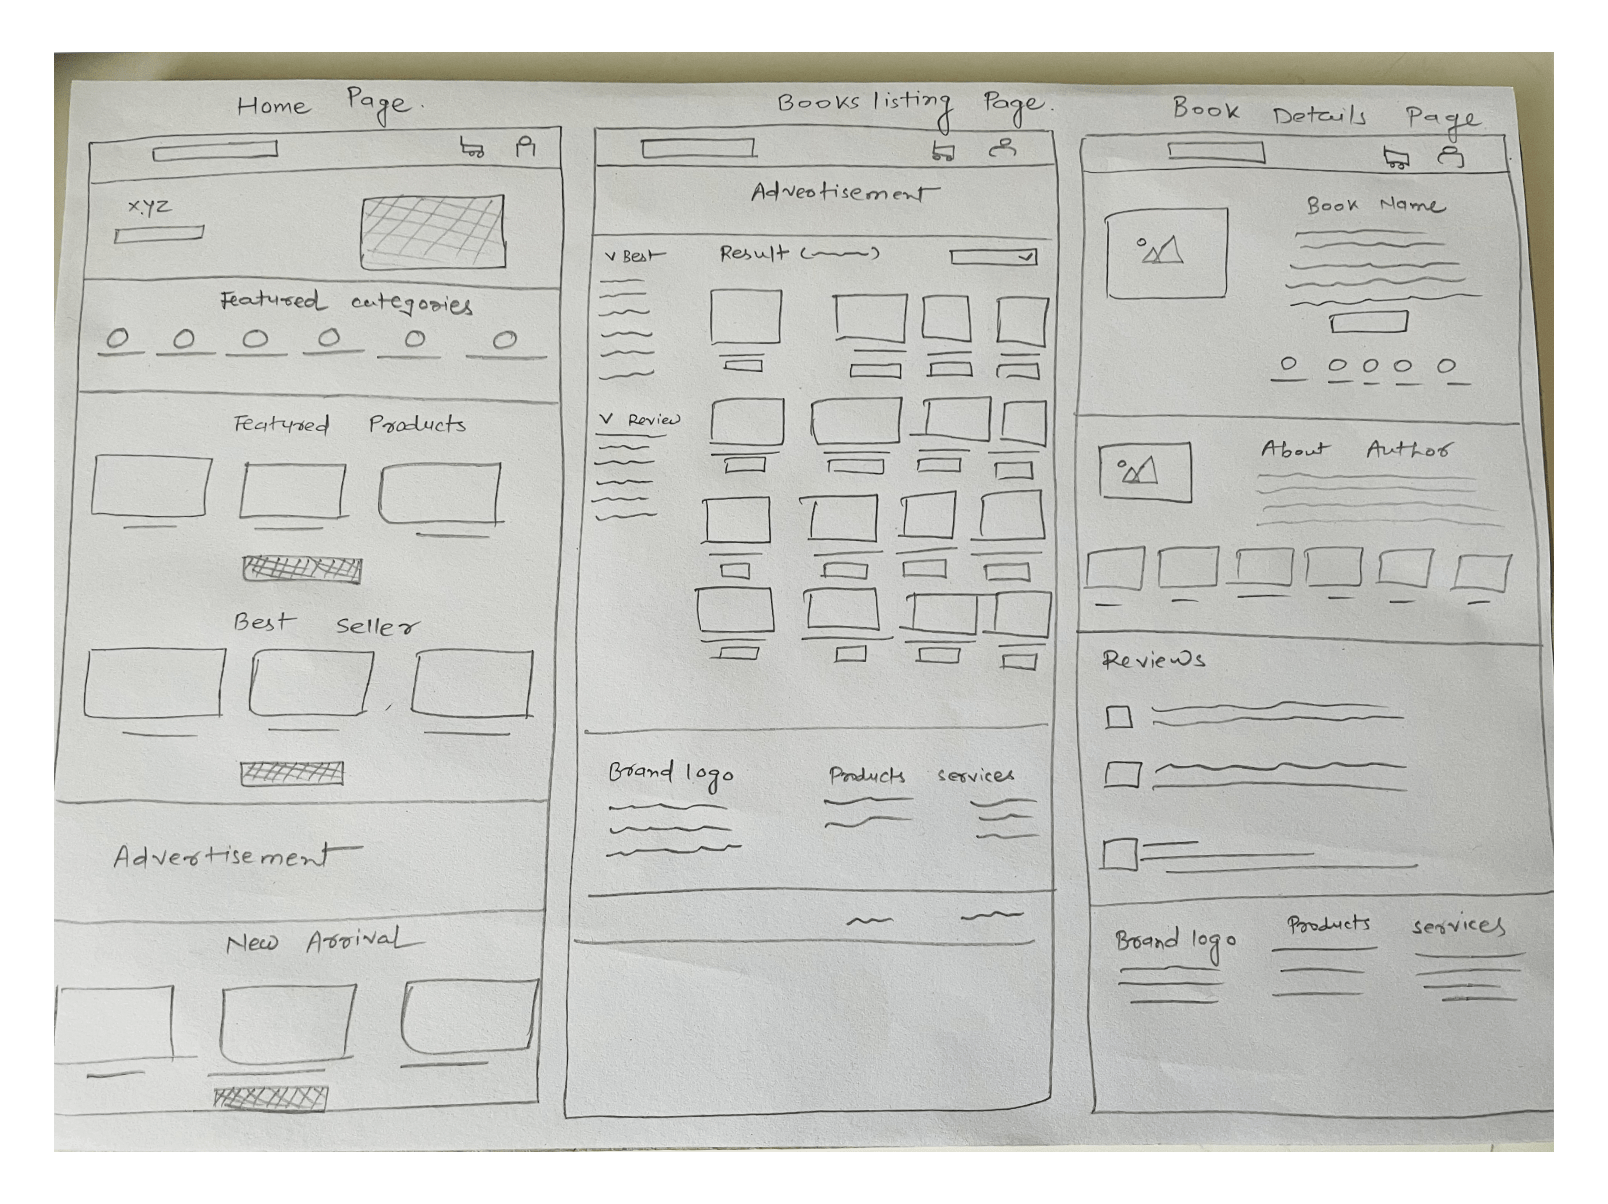 Home Page.
X.YZ
Featured categories
Featured Products
Best Seller
Advertisement
New Arrival
Books listing Page.
Advertisement
v Best
Result (
v Review
Brand logo
Products services
Book Details Page
Book Name
About Author
Reviews
Brand logo
Products
services